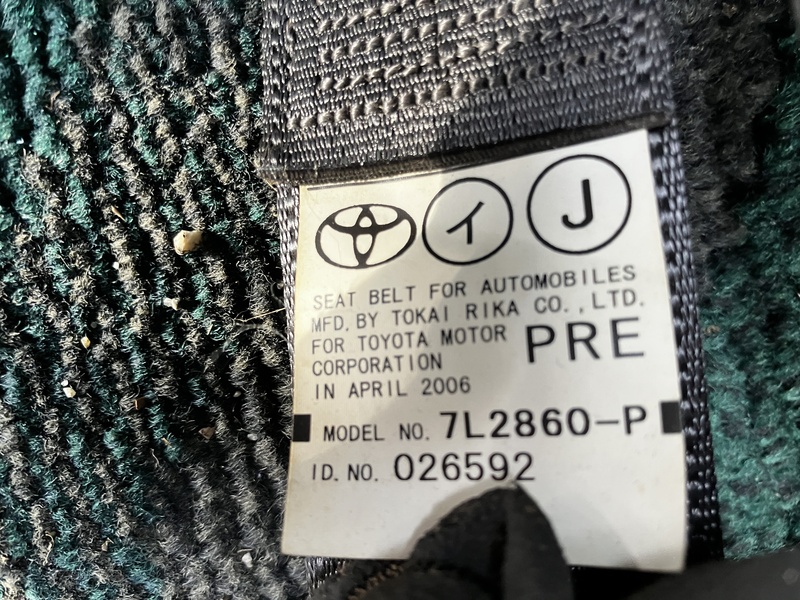 イ J
SEAT BELT FOR AUTOMOBILES
MFD. BY TOKAI RIKA CO., LTD.
FOR TOYOTA MOTOR
CORPORATION
PRE
IN APRIL 2006
MODEL NO. 7L2860-P
ID. NO. 026592